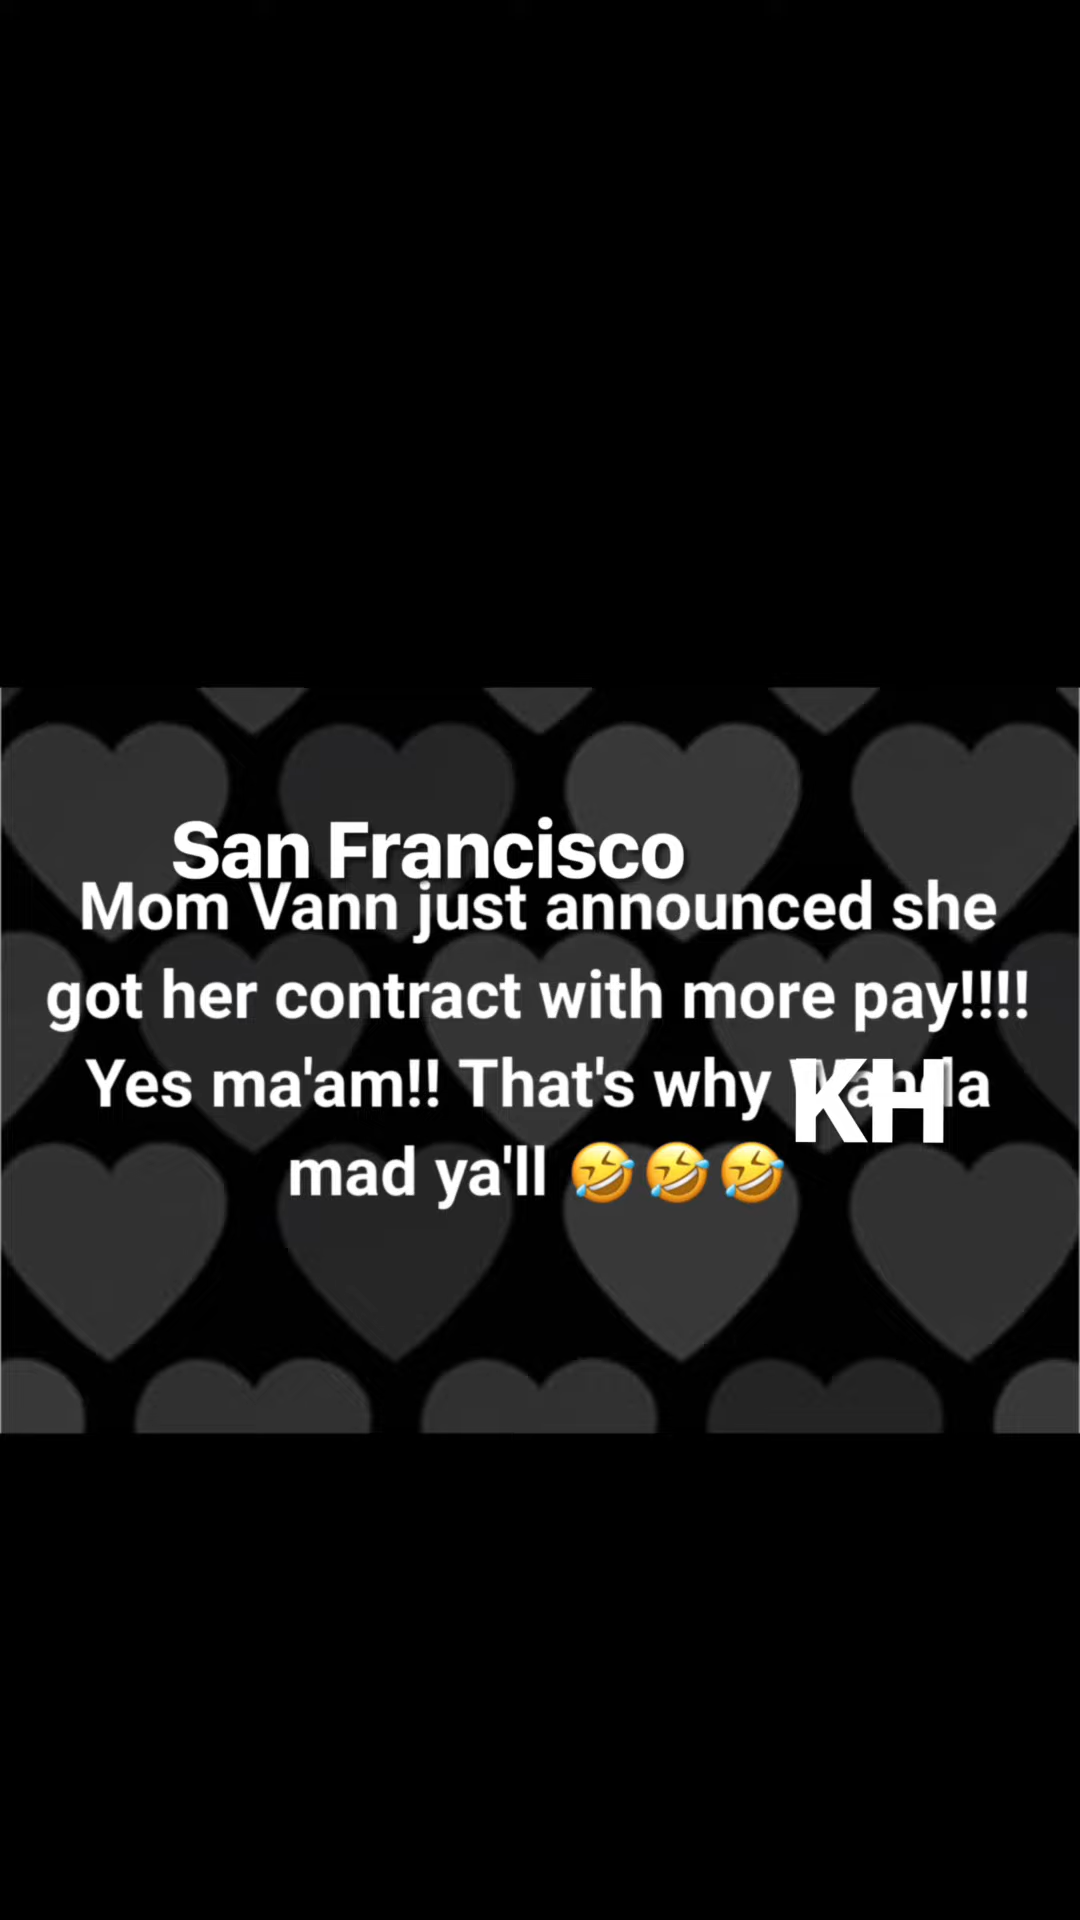 San Francisco
Mom Vann just announced she
got her contract with more pay!!!!
Yes ma'am!! That's why
KH
mad ya'll 🤣🤣🤣